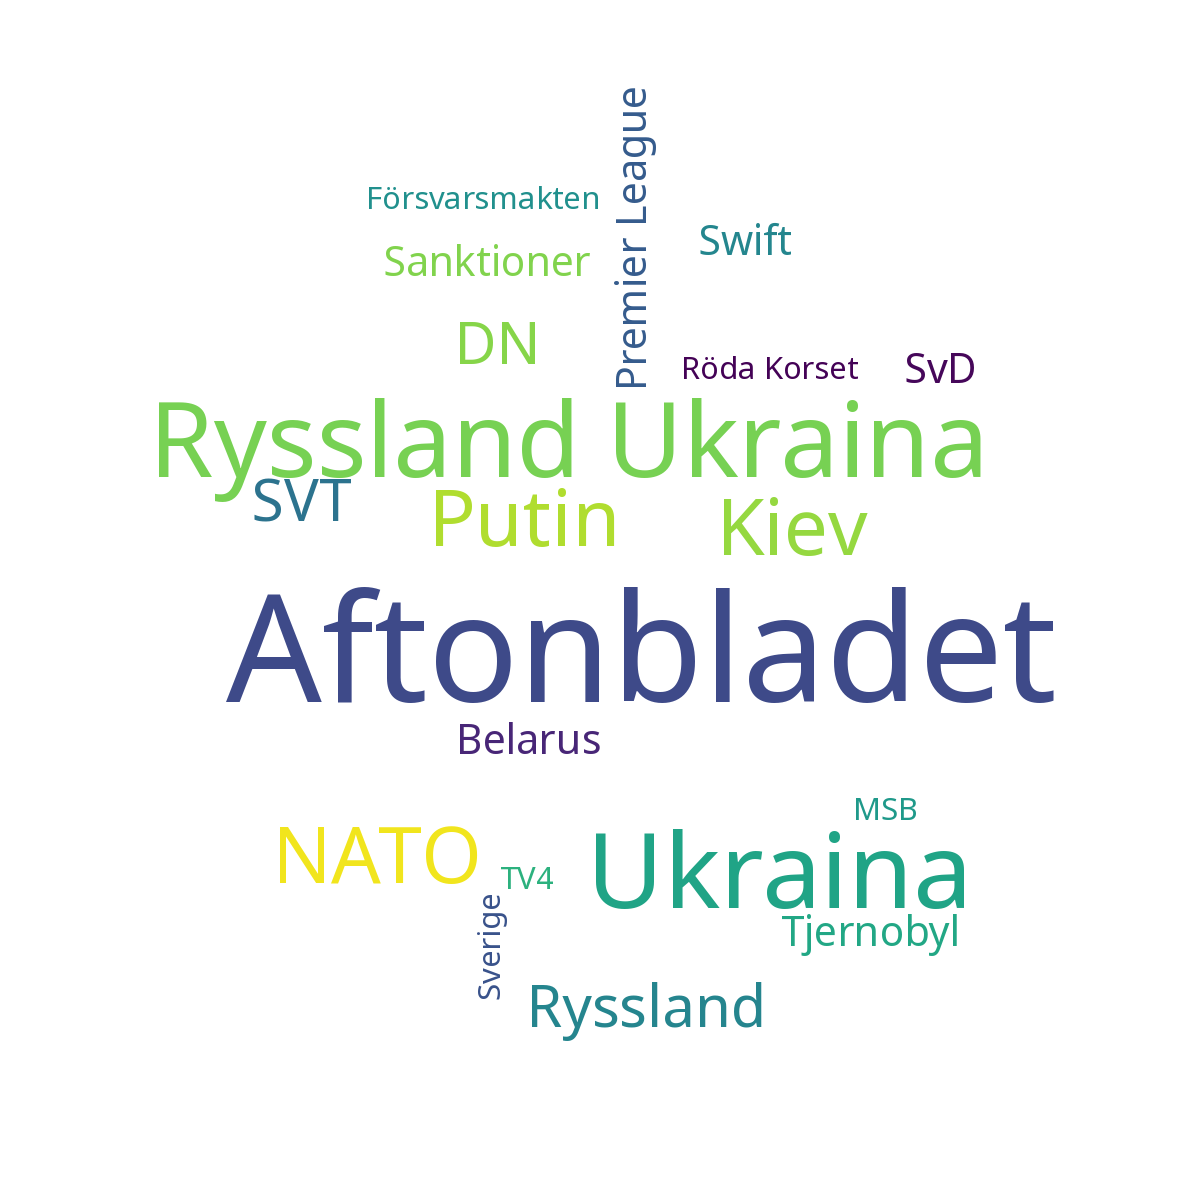 Premier League
Försvarsmakten
Swift
Sanktioner
DN
Röda Korset
SvD
Ryssland Ukraina
SVT
Putin
Kiev
Aftonbladet
Belarus
MSB
NATO
Ukraina
TV4
Sverige
Tjernobyl
Ryssland